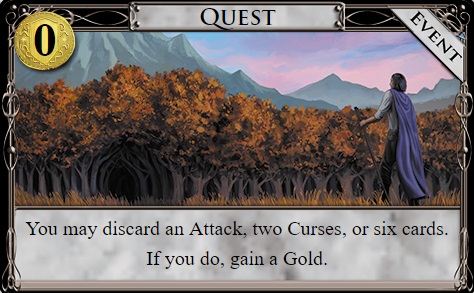 QUEST
0
EVENT
You may discard an Attack, two Curses, or six cards.
If you do, gain a Gold.